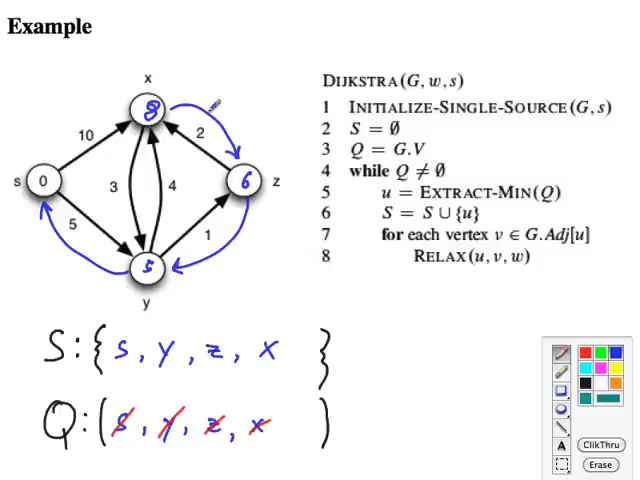 Example
x
8
10
2
s
0
3
4
6
z
5
1
5
y
DIJKSTRA(G, w, s)
1 INITIALIZE-SINGLE-SOURCE(G, s)
2 S = ∅
3 Q = G.V
4 while Q ≠ ∅
5 u = EXTRACT-MIN(Q)
6 S = S ∪ {u}
7 for each vertex v ∈ G.Adj[u]
8 RELAX(u, v, w)
S: { s, y, z, x }
Q: ( s, y, z, x )
A
ClikThru
Erase